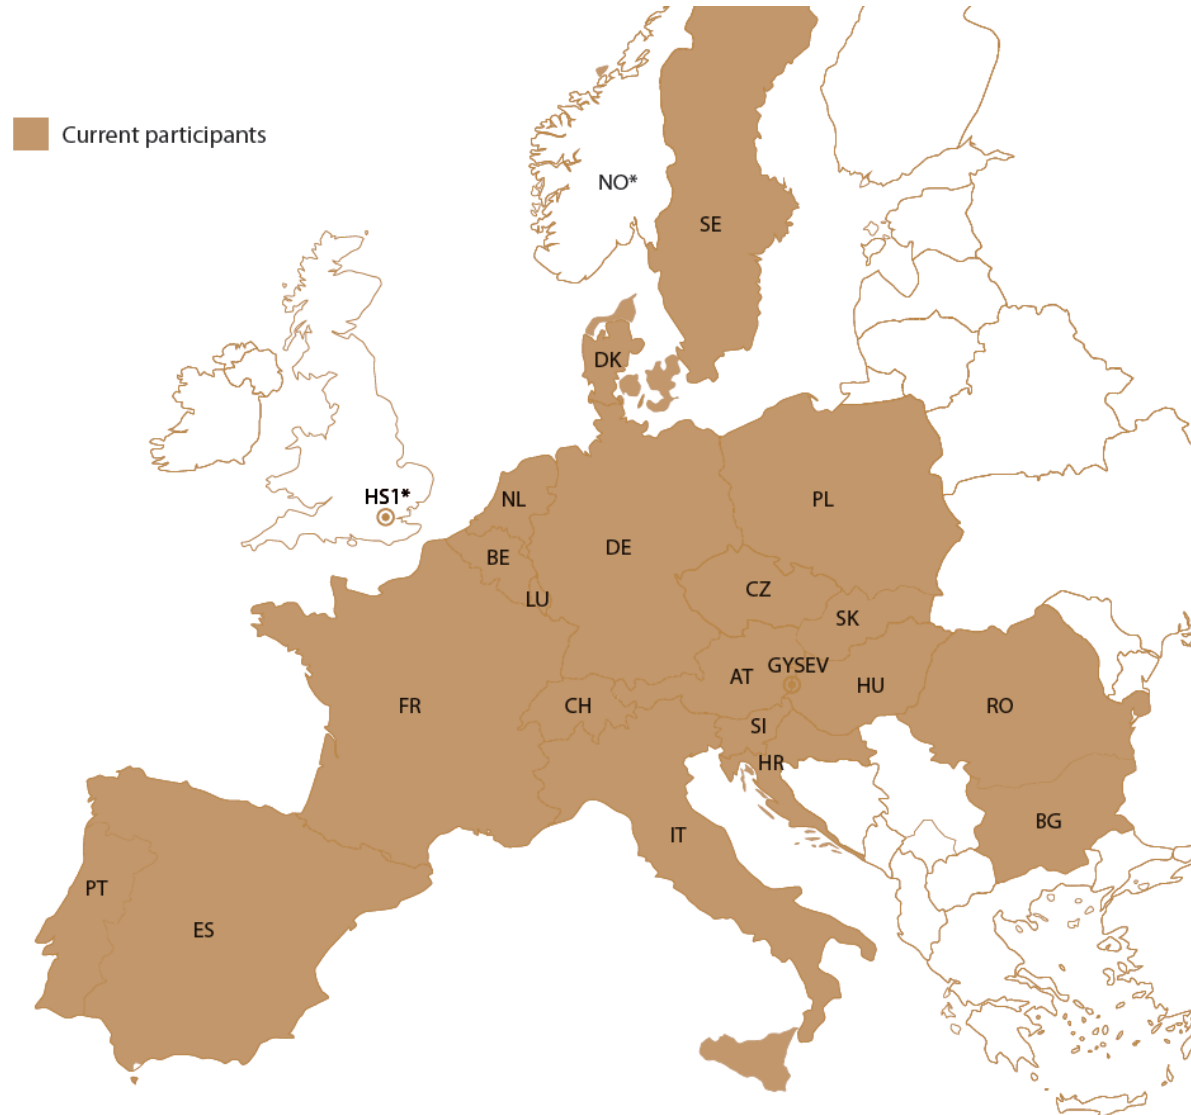 Current participants
NO*
SE
DK
HS1*
NL
PL
BE
DE
LU
CZ
SK
AT
GYSEV
HU
FR
CH
RO
SI
HR
BG
IT
PT
ES